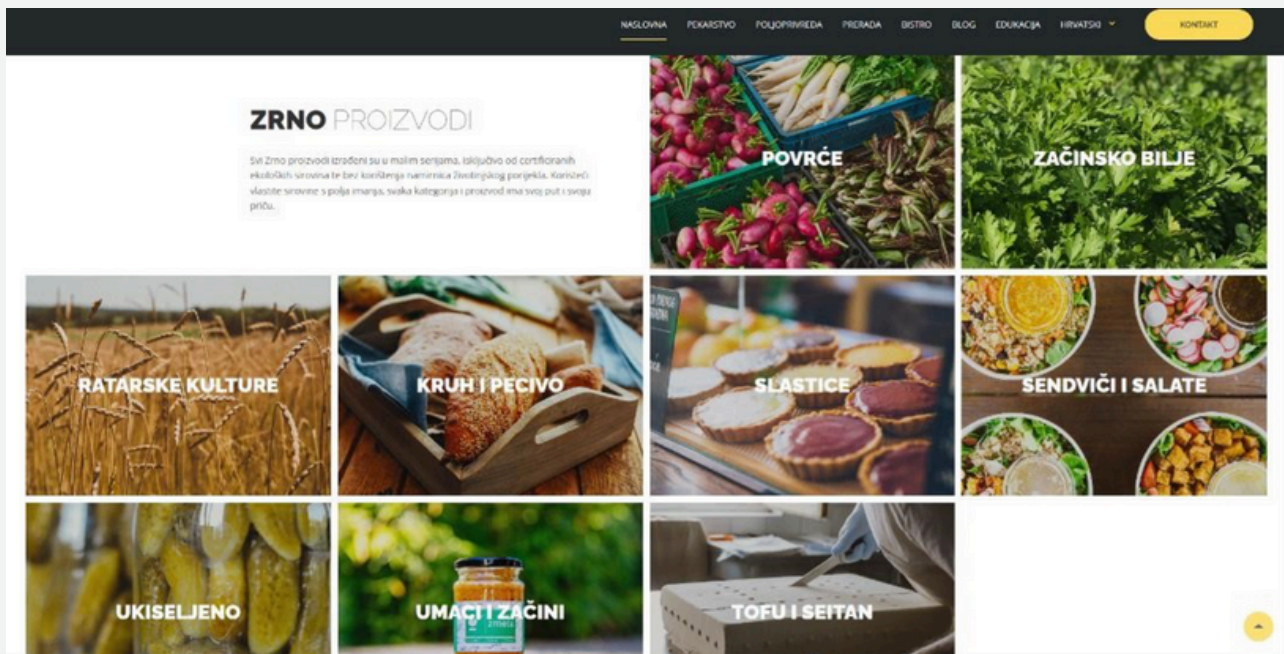 NASLOVNA PEKARSTVO POLJOPRIVREDA PRERADA BISTRO BLOG EDUKACIJA HRVATSKI KONTAKT
ZRNO PROIZVODI
Svi Zrno proizvodi izrađeni su u malim serijama, isključivo od certificiranih
ekoloških sirovina te bez korištenja namirnica životinjskog porijekla. Koristeći
vlastite sirovine s polja imanja, svaka kategorija i proizvod ima svoj put i svoju
priču.
POVRĆE
ZAČINSKO BILJE
RATARSKE KULTURE
KRUH I PECIVO
SLASTICE
SENDVIČI I SALATE
UKISELJENO
UMACI I ZAČINI
TOFU I SEITAN